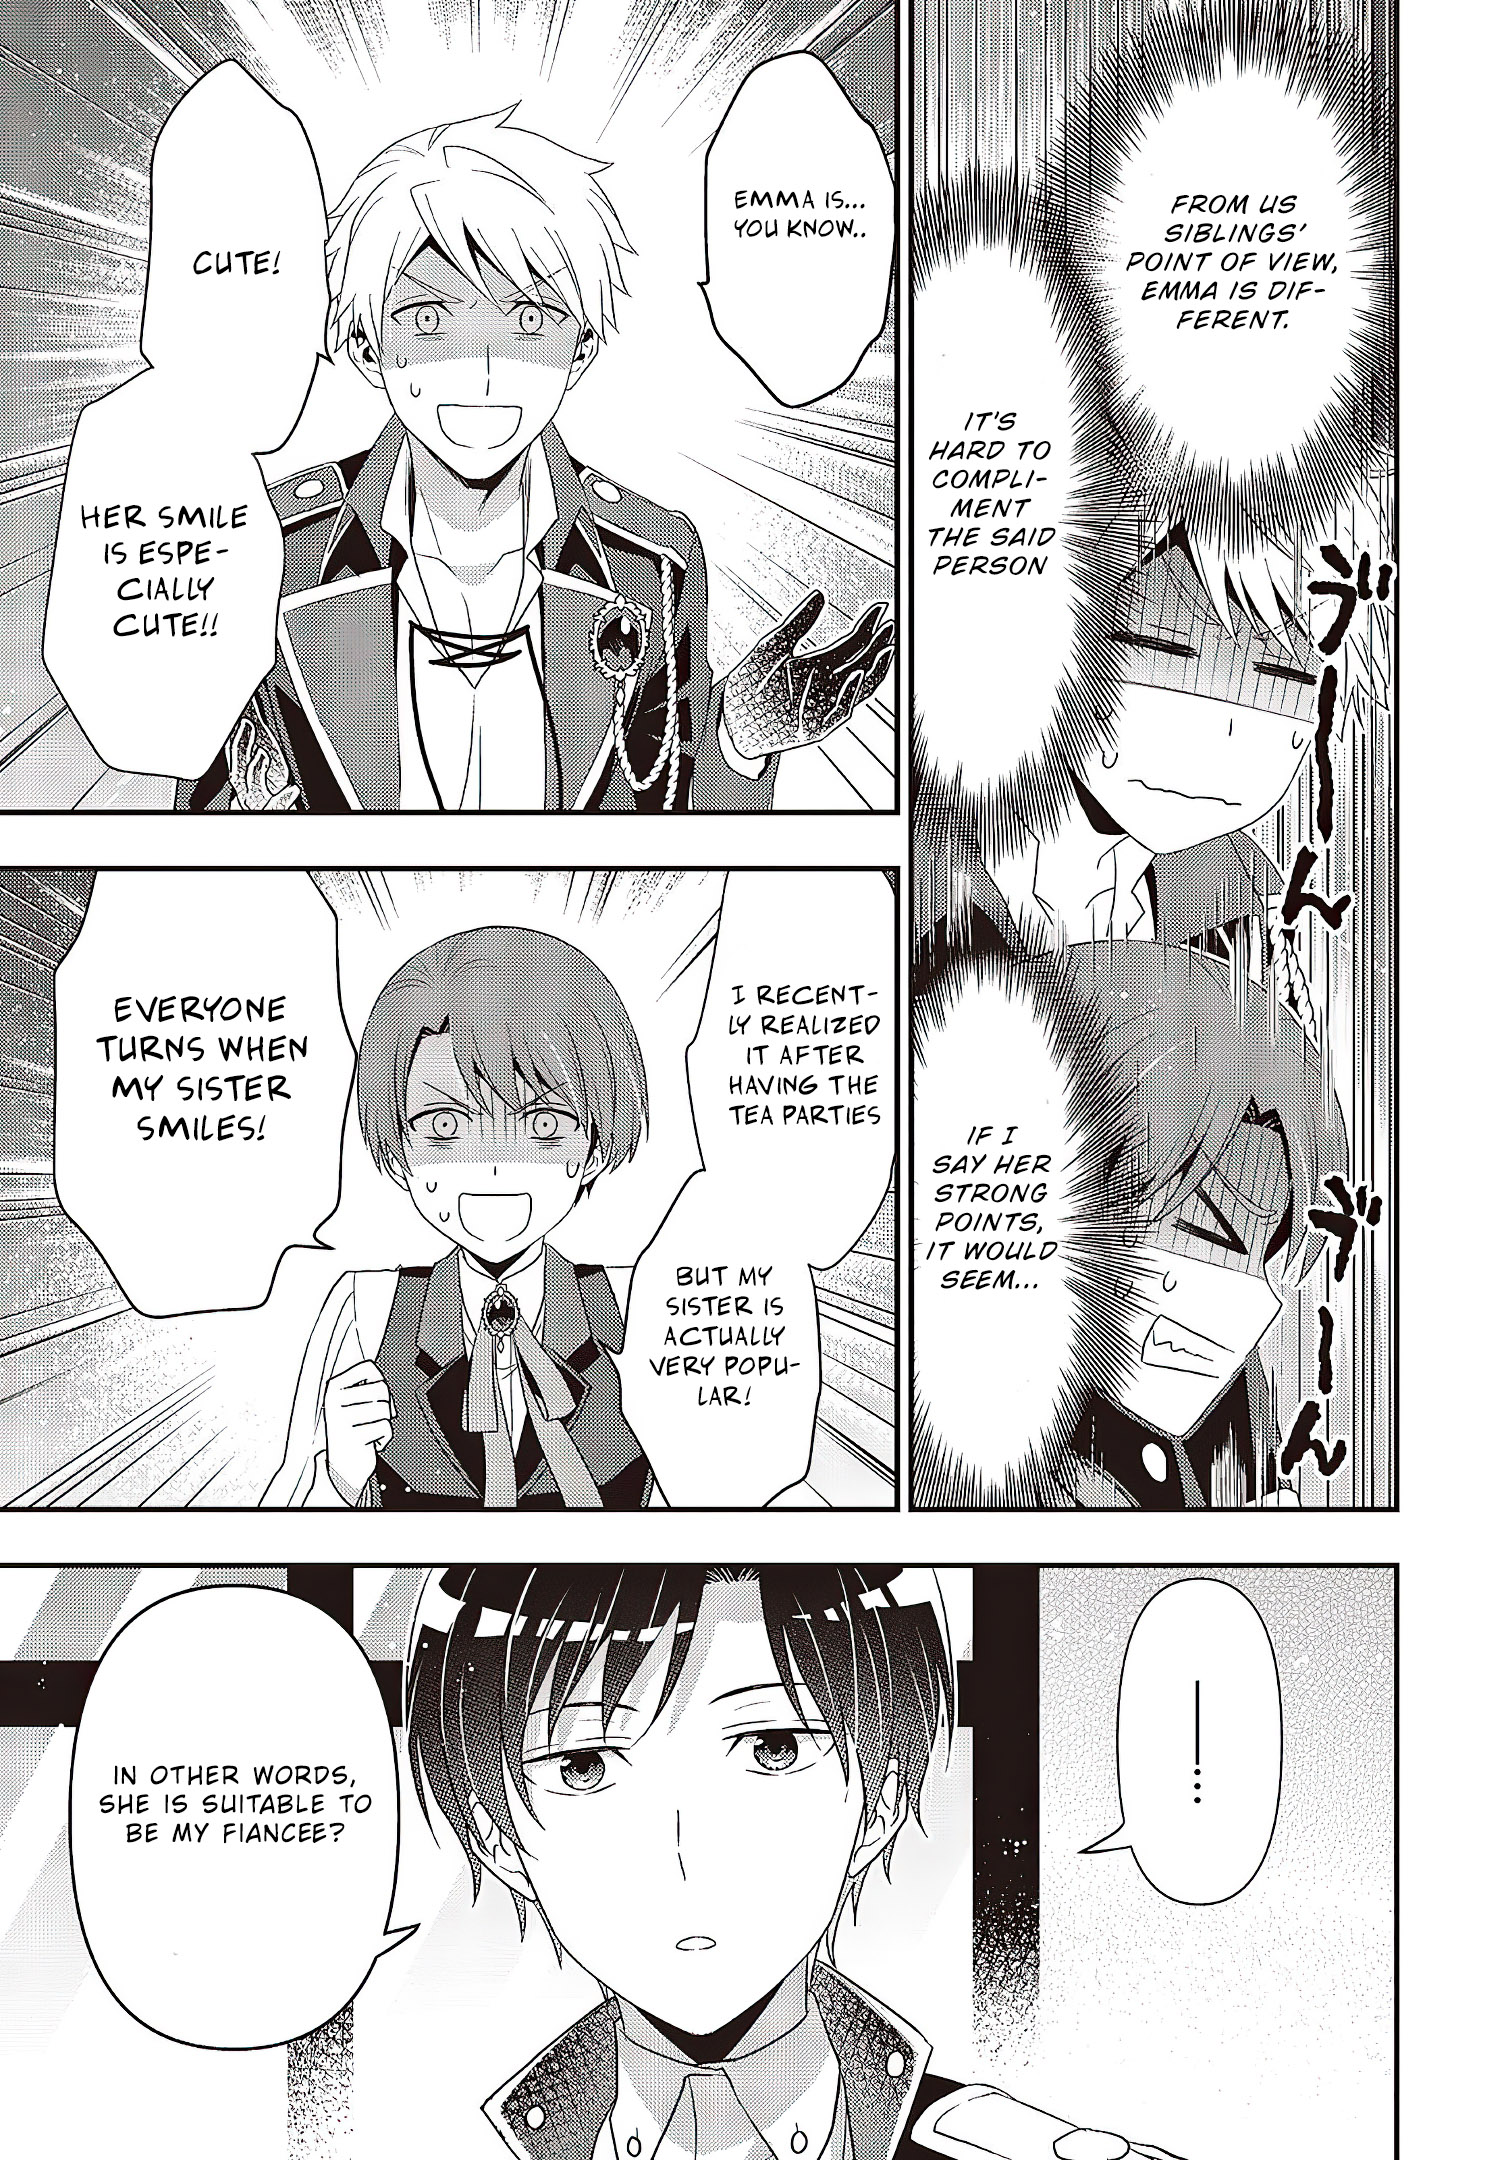 FROM US
SIBLINGS'
POINT OF VIEW,
EMMA IS DIF-
FERENT.
IT'S
HARD TO
COMPLI-
MENT
THE SAID
PERSON
IF I
SAY HER
STRONG
POINTS,
IT WOULD
SEEM...
ブーーん
ブーーん
EMMA IS...
YOU KNOW..
CUTE!
HER SMILE
IS ESPE-
CIALLY
CUTE!!
I RECENT-
LY REALIZED
IT AFTER
HAVING THE
TEA PARTIES
BUT MY
SISTER IS
ACTUALLY
VERY POPU-
LAR!
EVERYONE
TURNS WHEN
MY SISTER
SMILES!
—...
IN OTHER WORDS,
SHE IS SUITABLE TO
BE MY FIANCEE?